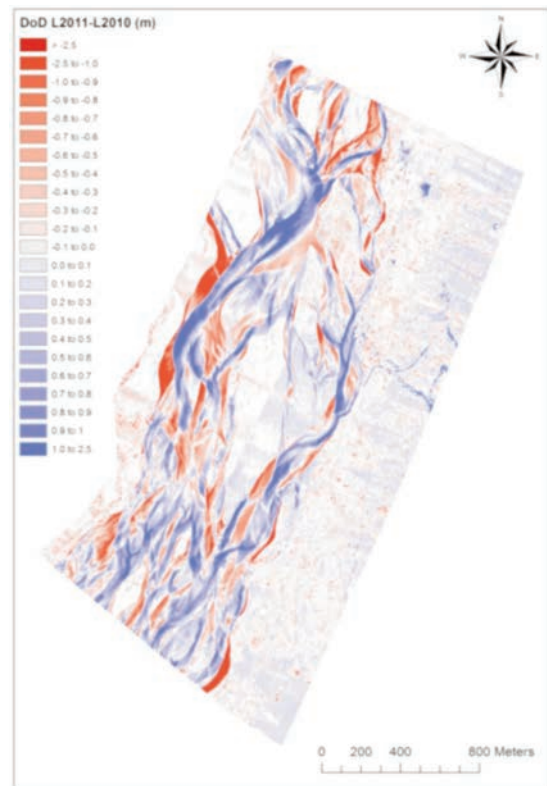 DoD L2011-L2010 (m)
> -2.5
-2.5 to -1.0
-1.0 to -0.9
-0.9 to -0.8
-0.8 to -0.7
-0.7 to -0.6
-0.6 to -0.5
-0.5 to -0.4
-0.4 to -0.3
-0.3 to -0.2
-0.2 to -0.1
-0.1 to 0.0
0.0 to 0.1
0.1 to 0.2
0.2 to 0.3
0.3 to 0.4
0.4 to 0.5
0.5 to 0.6
0.6 to 0.7
0.7 to 0.8
0.8 to 0.9
0.9 to 1
1.0 to 2.5
N
W
E
S
0 200 400 800 Meters